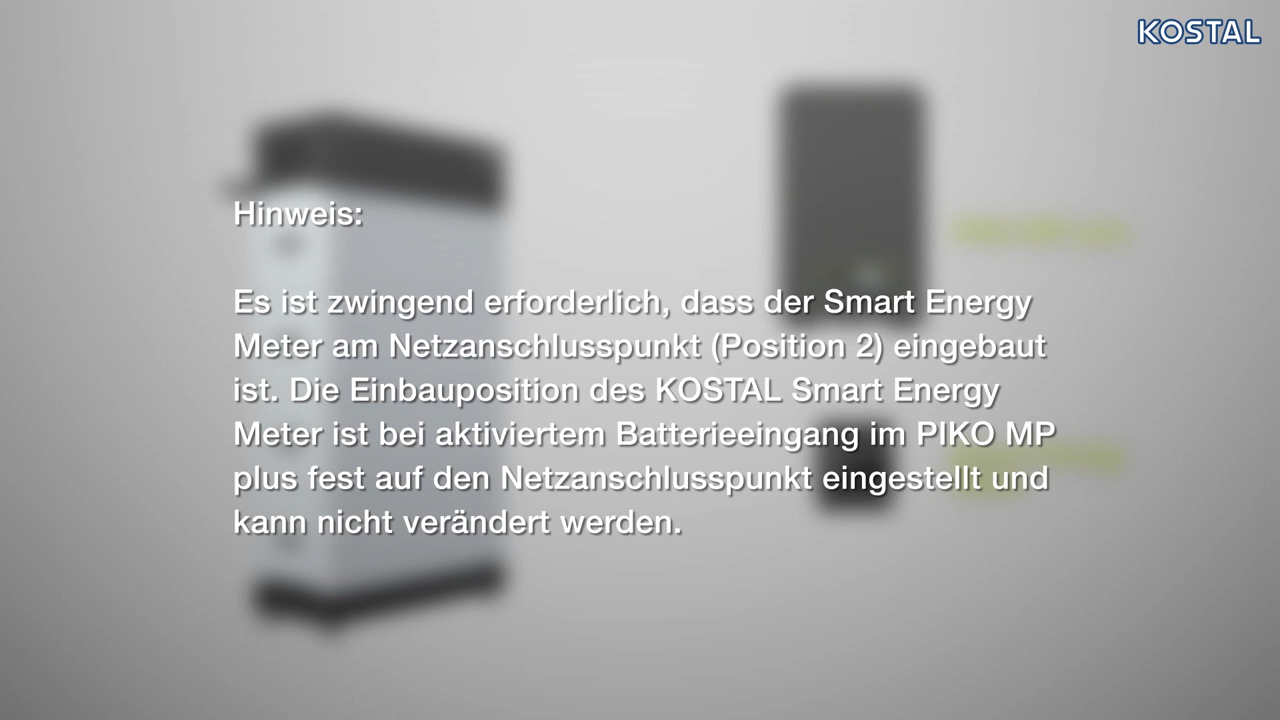 KOSTAL
Hinweis:
Es ist zwingend erforderlich, dass der Smart Energy
Meter am Netzanschlusspunkt (Position 2) eingebaut
ist. Die Einbauposition des KOSTAL Smart Energy
Meter ist bei aktiviertem Batterieeingang im PIKO MP
plus fest auf den Netzanschlusspunkt eingestellt und
kann nicht verändert werden.